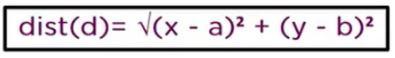 dist(d)= √(x - a)² + (y - b)²